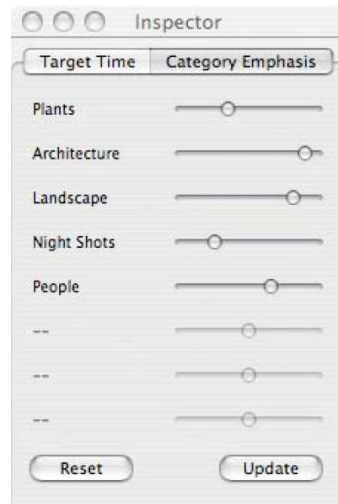 Inspector
Target Time Category Emphasis
Plants
Architecture
Landscape
Night Shots
People
--
--
--
Reset Update